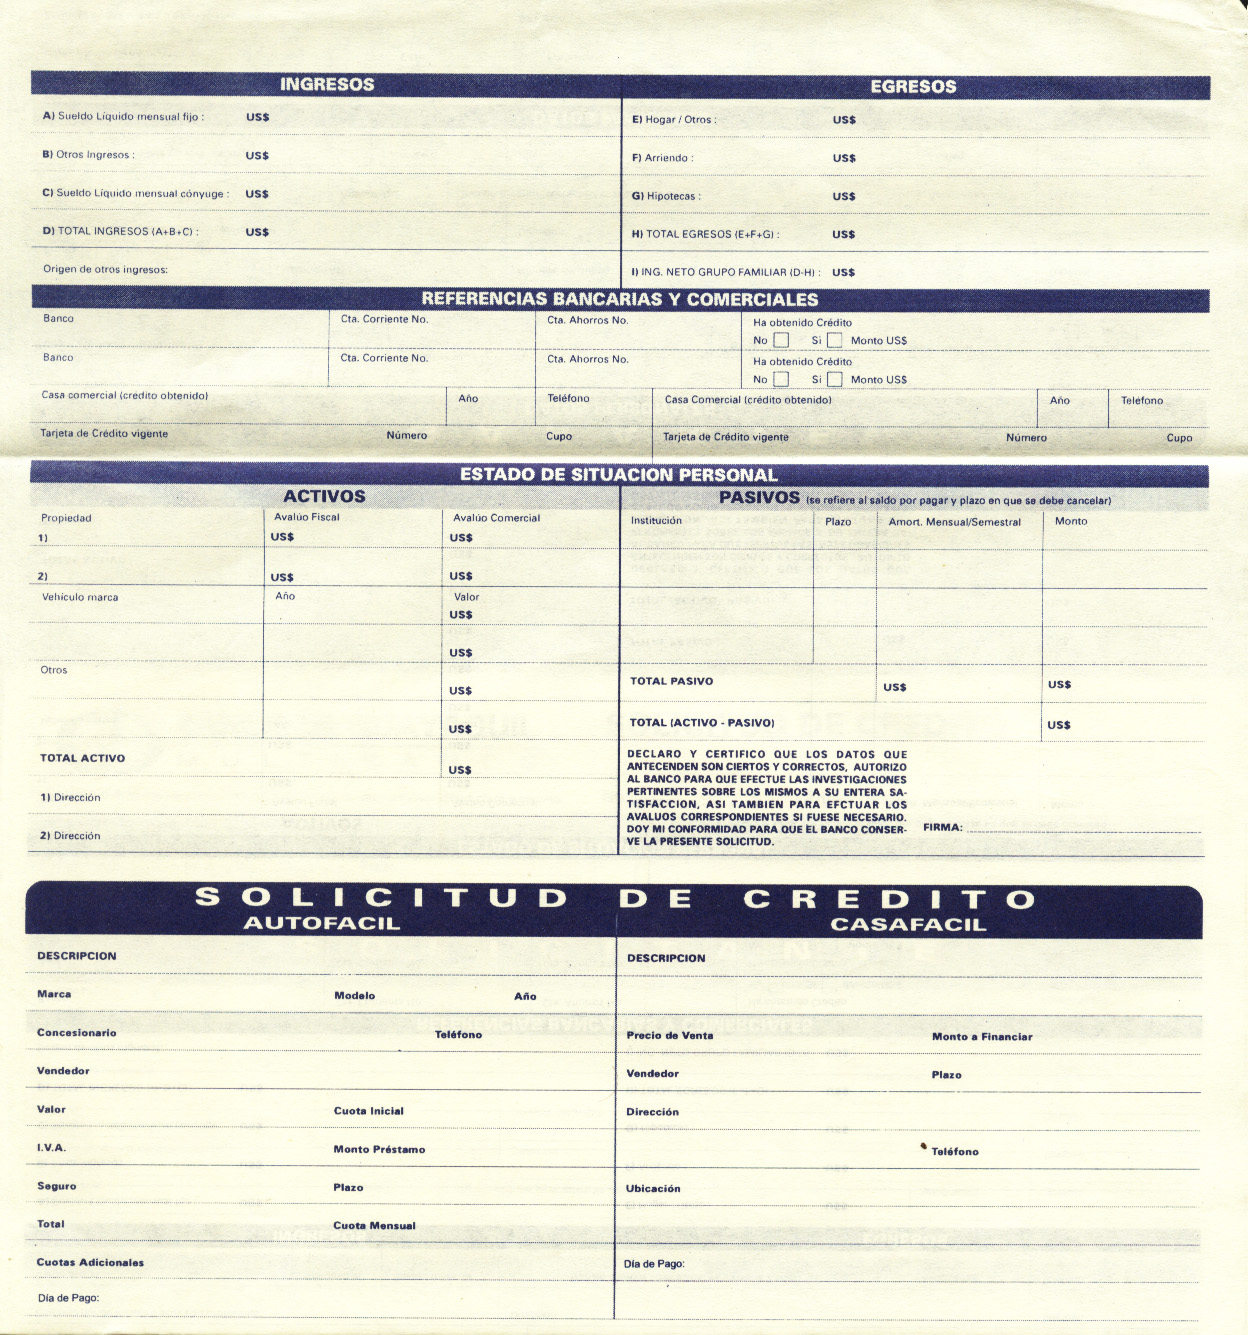 INGRESOS EGRESOS
A) Sueldo Líquido mensual fijo : US$ E) Hogar / Otros : US$
B) Otros Ingresos : US$ F) Arriendo : US$
C) Sueldo Líquido mensual cónyuge : US$ G) Hipotecas : US$
D) TOTAL INGRESOS (A+B+C) : US$ H) TOTAL EGRESOS (E+F+G) : US$
Origen de otros ingresos: I) ING. NETO GRUPO FAMILIAR (D-H) : US$
REFERENCIAS BANCARIAS Y COMERCIALES
Banco Cta. Corriente No. Cta. Ahorros No. Ha obtenido Crédito
No Si Monto US$
Banco Cta. Corriente No. Cta. Ahorros No. Ha obtenido Crédito
No Si Monto US$
Casa comercial (crédito obtenido) Año Teléfono Casa Comercial (crédito obtenido) Año Telefono
Tarjeta de Crédito vigente Número Cupo Tarjeta de Crédito vigente Número Cupo
ESTADO DE SITUACION PERSONAL
ACTIVOS PASIVOS (se refiere al saldo por pagar y plazo en que se debe cancelar)
Propiedad Avalúo Fiscal Avalúo Comercial Institución Plazo Amort. Mensual/Semestral Monto
1) US$ US$
2) US$ US$
Vehículo marca Año Valor
US$
US$
Otros
US$ TOTAL PASIVO US$ US$
US$ TOTAL (ACTIVO - PASIVO) US$
TOTAL ACTIVO US$
1) Dirección
2) Dirección
DECLARO Y CERTIFICO QUE LOS DATOS QUE
ANTECENDEN SON CIERTOS Y CORRECTOS, AUTORIZO
AL BANCO PARA QUE EFECTUE LAS INVESTIGACIONES
PERTINENTES SOBRE LOS MISMOS A SU ENTERA SA-
TISFACCION, ASI TAMBIEN PARA EFCTUAR LOS
AVALUOS CORRESPONDIENTES SI FUESE NECESARIO.
DOY MI CONFORMIDAD PARA QUE EL BANCO CONSER-
VE LA PRESENTE SOLICITUD.
FIRMA:
SOLICITUD DE CREDITO
AUTOFACIL CASAFACIL
DESCRIPCION DESCRIPCION
Marca Modelo Año
Concesionario Teléfono Precio de Venta Monto a Financiar
Vendedor Vendedor Plazo
Valor Cuota Inicial Dirección
I.V.A. Monto Préstamo Teléfono
Seguro Plazo Ubicación
Total Cuota Mensual
Cuotas Adicionales Día de Pago:
Día de Pago: